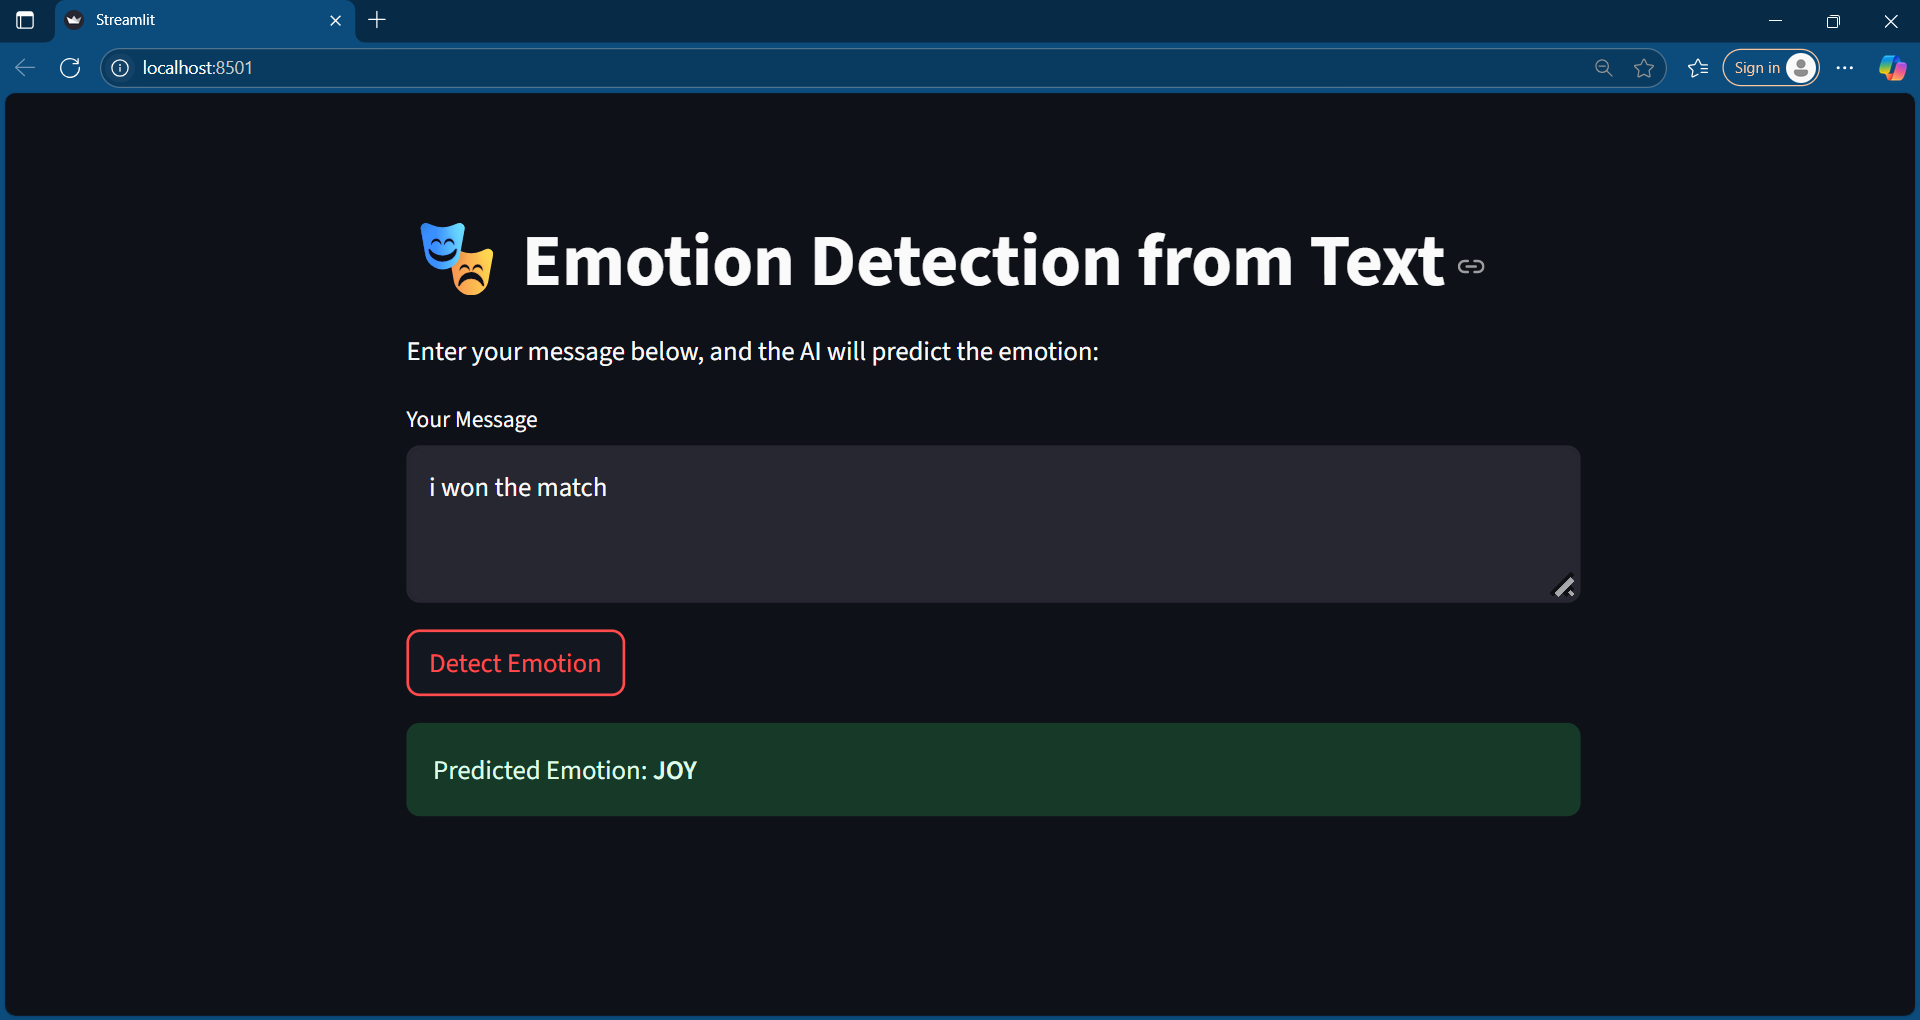 Streamlit
localhost:8501
Sign in
Emotion Detection from Text
Enter your message below, and the AI will predict the emotion:
Your Message
i won the match
Detect Emotion
Predicted Emotion: JOY